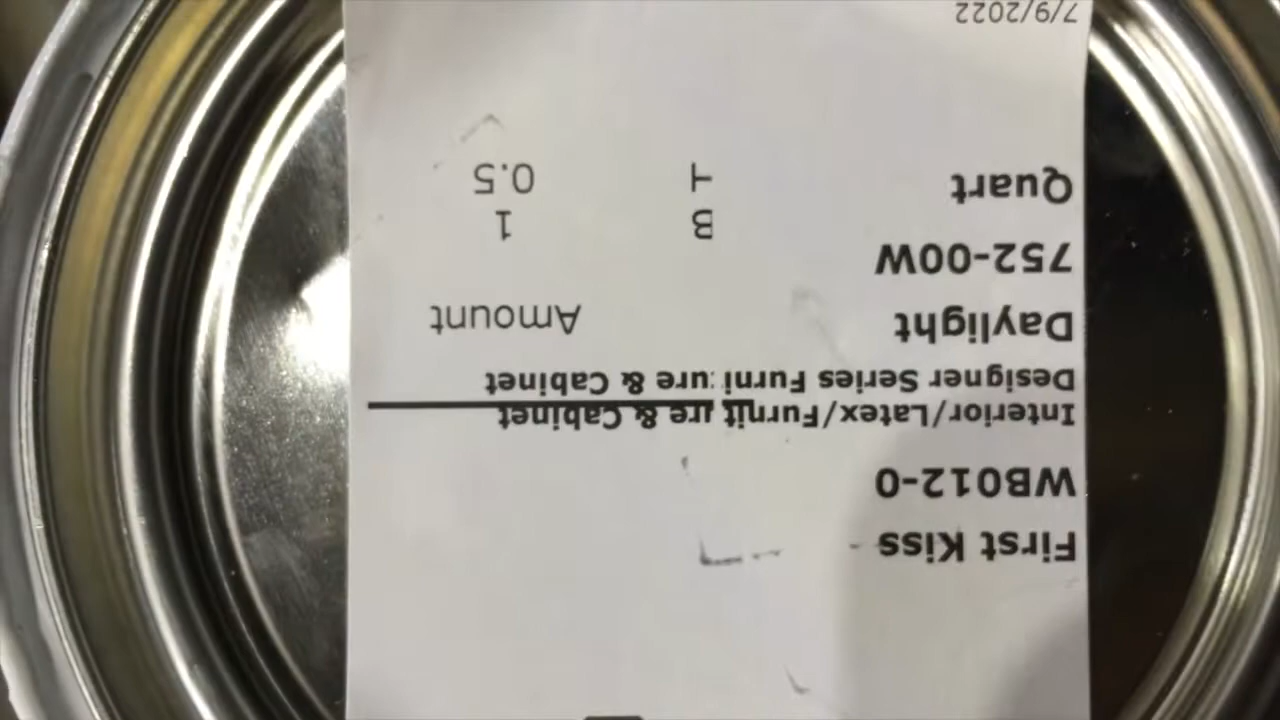 First Kiss
WB012-0
Interior/Latex/Furniture & Cabinet
Designer Series Furniture & Cabinet
Daylight Amount
752-00W
B 1
Quart T 0.5
7/9/2022